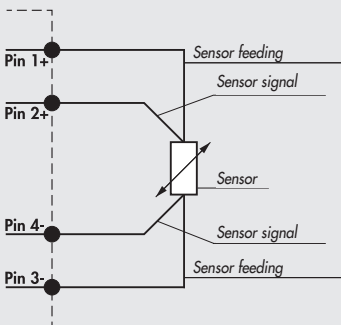 Sensor feeding
Pin 1+
Sensor signal
Pin 2+
Sensor
Pin 4-
Sensor signal
Sensor feeding
Pin 3-